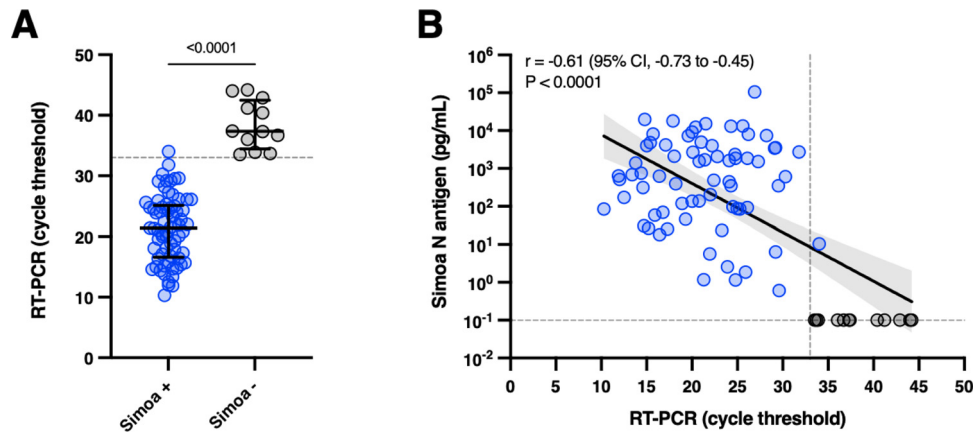 A
<0.0001
50
40
30
20
10
0
RT-PCR (cycle threshold)
Simoa +
Simoa -
B
r = -0.61 (95% CI, -0.73 to -0.45)
P < 0.0001
10⁶
10⁵
10⁴
10³
10²
10¹
10⁰
10⁻¹
10⁻²
Simoa N antigen (pg/mL)
0 5 10 15 20 25 30 35 40 45 50
RT-PCR (cycle threshold)